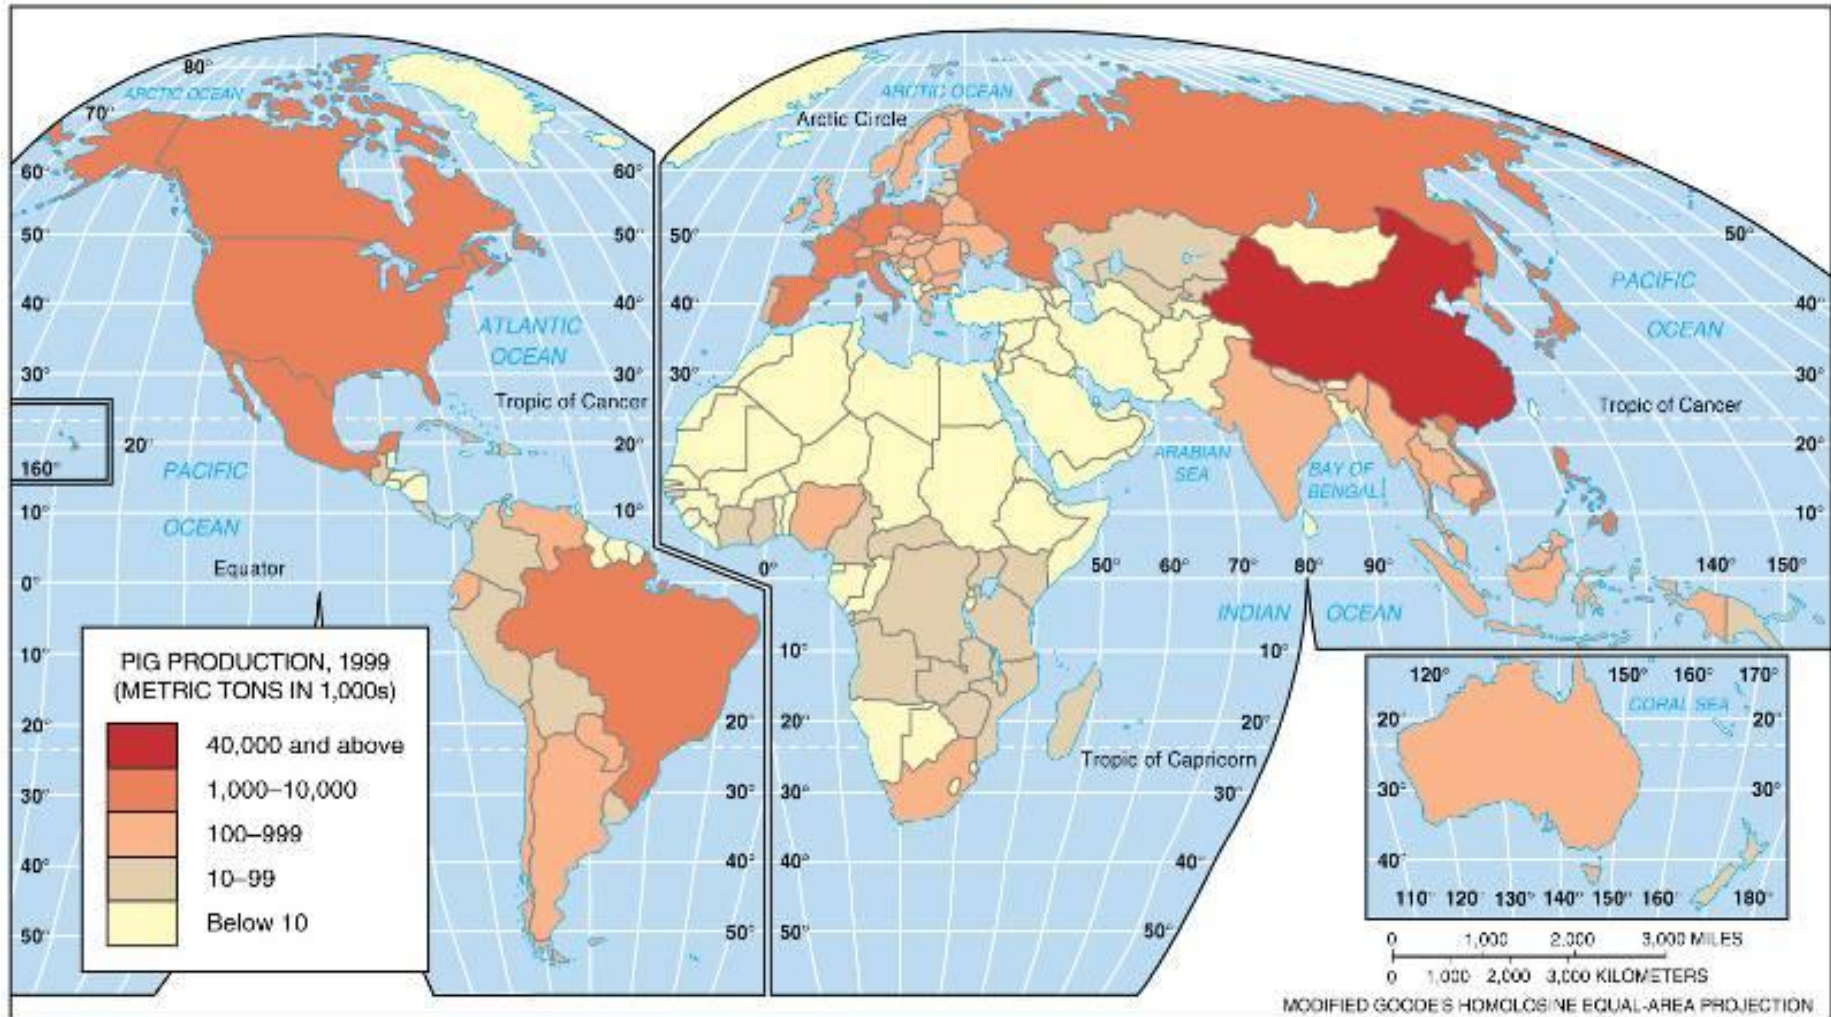 80°
ARCTIC OCEAN
ARCTIC OCEAN
70°
Arctic Circle
60°
60°
50°
50°
50°
50°
PACIFIC
OCEAN
40°
40°
40°
40°
ATLANTIC
OCEAN
30°
30°
30°
30°
Tropic of Cancer
Tropic of Cancer
20°
20°
20°
160°
PACIFIC
OCEAN
ARABIAN
SEA
BAY OF
BENGAL
10°
10°
10°
Equator
0°
0°
50°
60°
70°
80°
90°
140°
150°
INDIAN
OCEAN
10°
10°
10°
PIG PRODUCTION, 1999
(METRIC TONS IN 1,000s)
40,000 and above
1,000–10,000
100–999
10–99
Below 10
20°
20°
20°
20°
Tropic of Capricorn
30°
30°
30°
30°
40°
40°
40°
40°
50°
50°
50°
50°
120°
150°
160°
170°
CORAL SEA
20°
20°
30°
30°
40°
40°
110°
120°
130°
140°
150°
160°
180°
0 1,000 2,000 3,000 MILES
0 1,000 2,000 3,000 KILOMETERS
MODIFIED GOODE'S HOMOLOSINE EQUAL-AREA PROJECTION